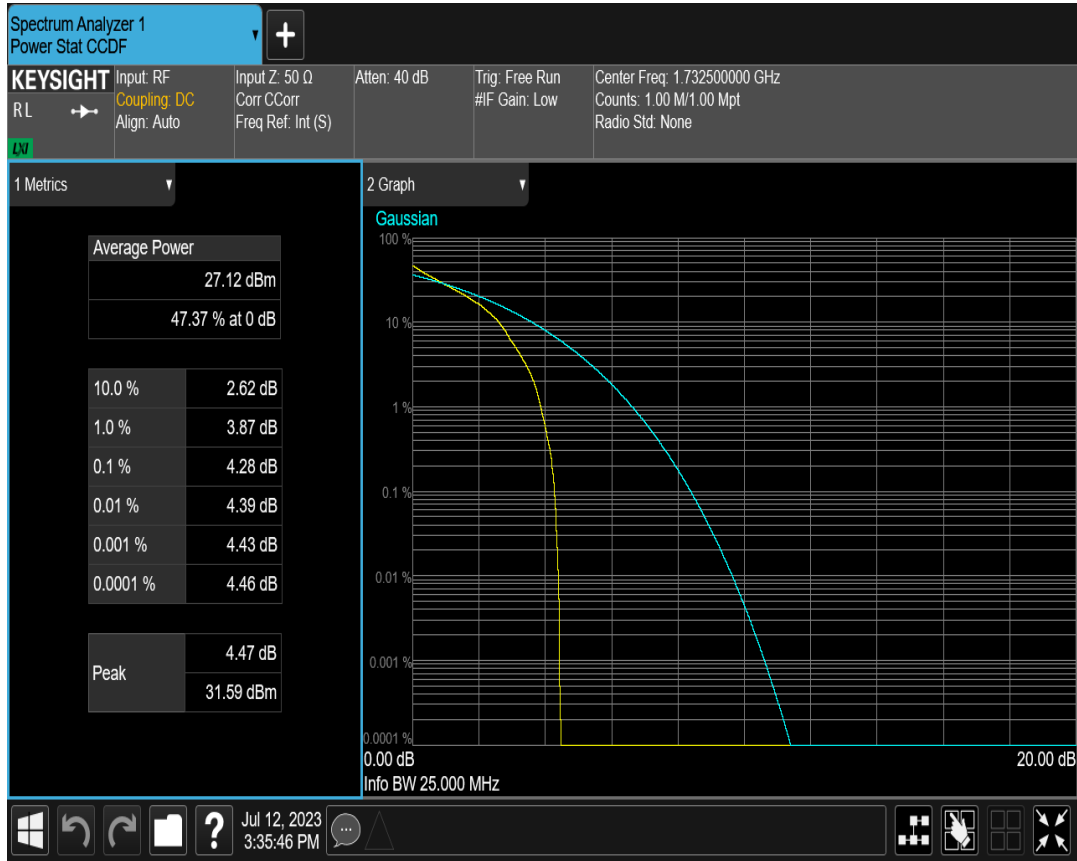 Spectrum Analyzer 1
Power Stat CCDF
+
KEYSIGHT
RL
LXI
Input: RF
Coupling: DC
Align: Auto
Input Z: 50 Ω
Corr CCorr
Freq Ref: Int (S)
Atten: 40 dB
Trig: Free Run
#IF Gain: Low
Center Freq: 1.732500000 GHz
Counts: 1.00 M/1.00 Mpt
Radio Std: None
1 Metrics
Average Power
27.12 dBm
47.37 % at 0 dB
10.0 % 2.62 dB
1.0 % 3.87 dB
0.1 % 4.28 dB
0.01 % 4.39 dB
0.001 % 4.43 dB
0.0001 % 4.46 dB
Peak 4.47 dB
31.59 dBm
2 Graph
Gaussian
100 %
10 %
1 %
0.1 %
0.01 %
0.001 %
0.0001 %
0.00 dB 20.00 dB
Info BW 25.000 MHz
?
Jul 12, 2023
3:35:46 PM